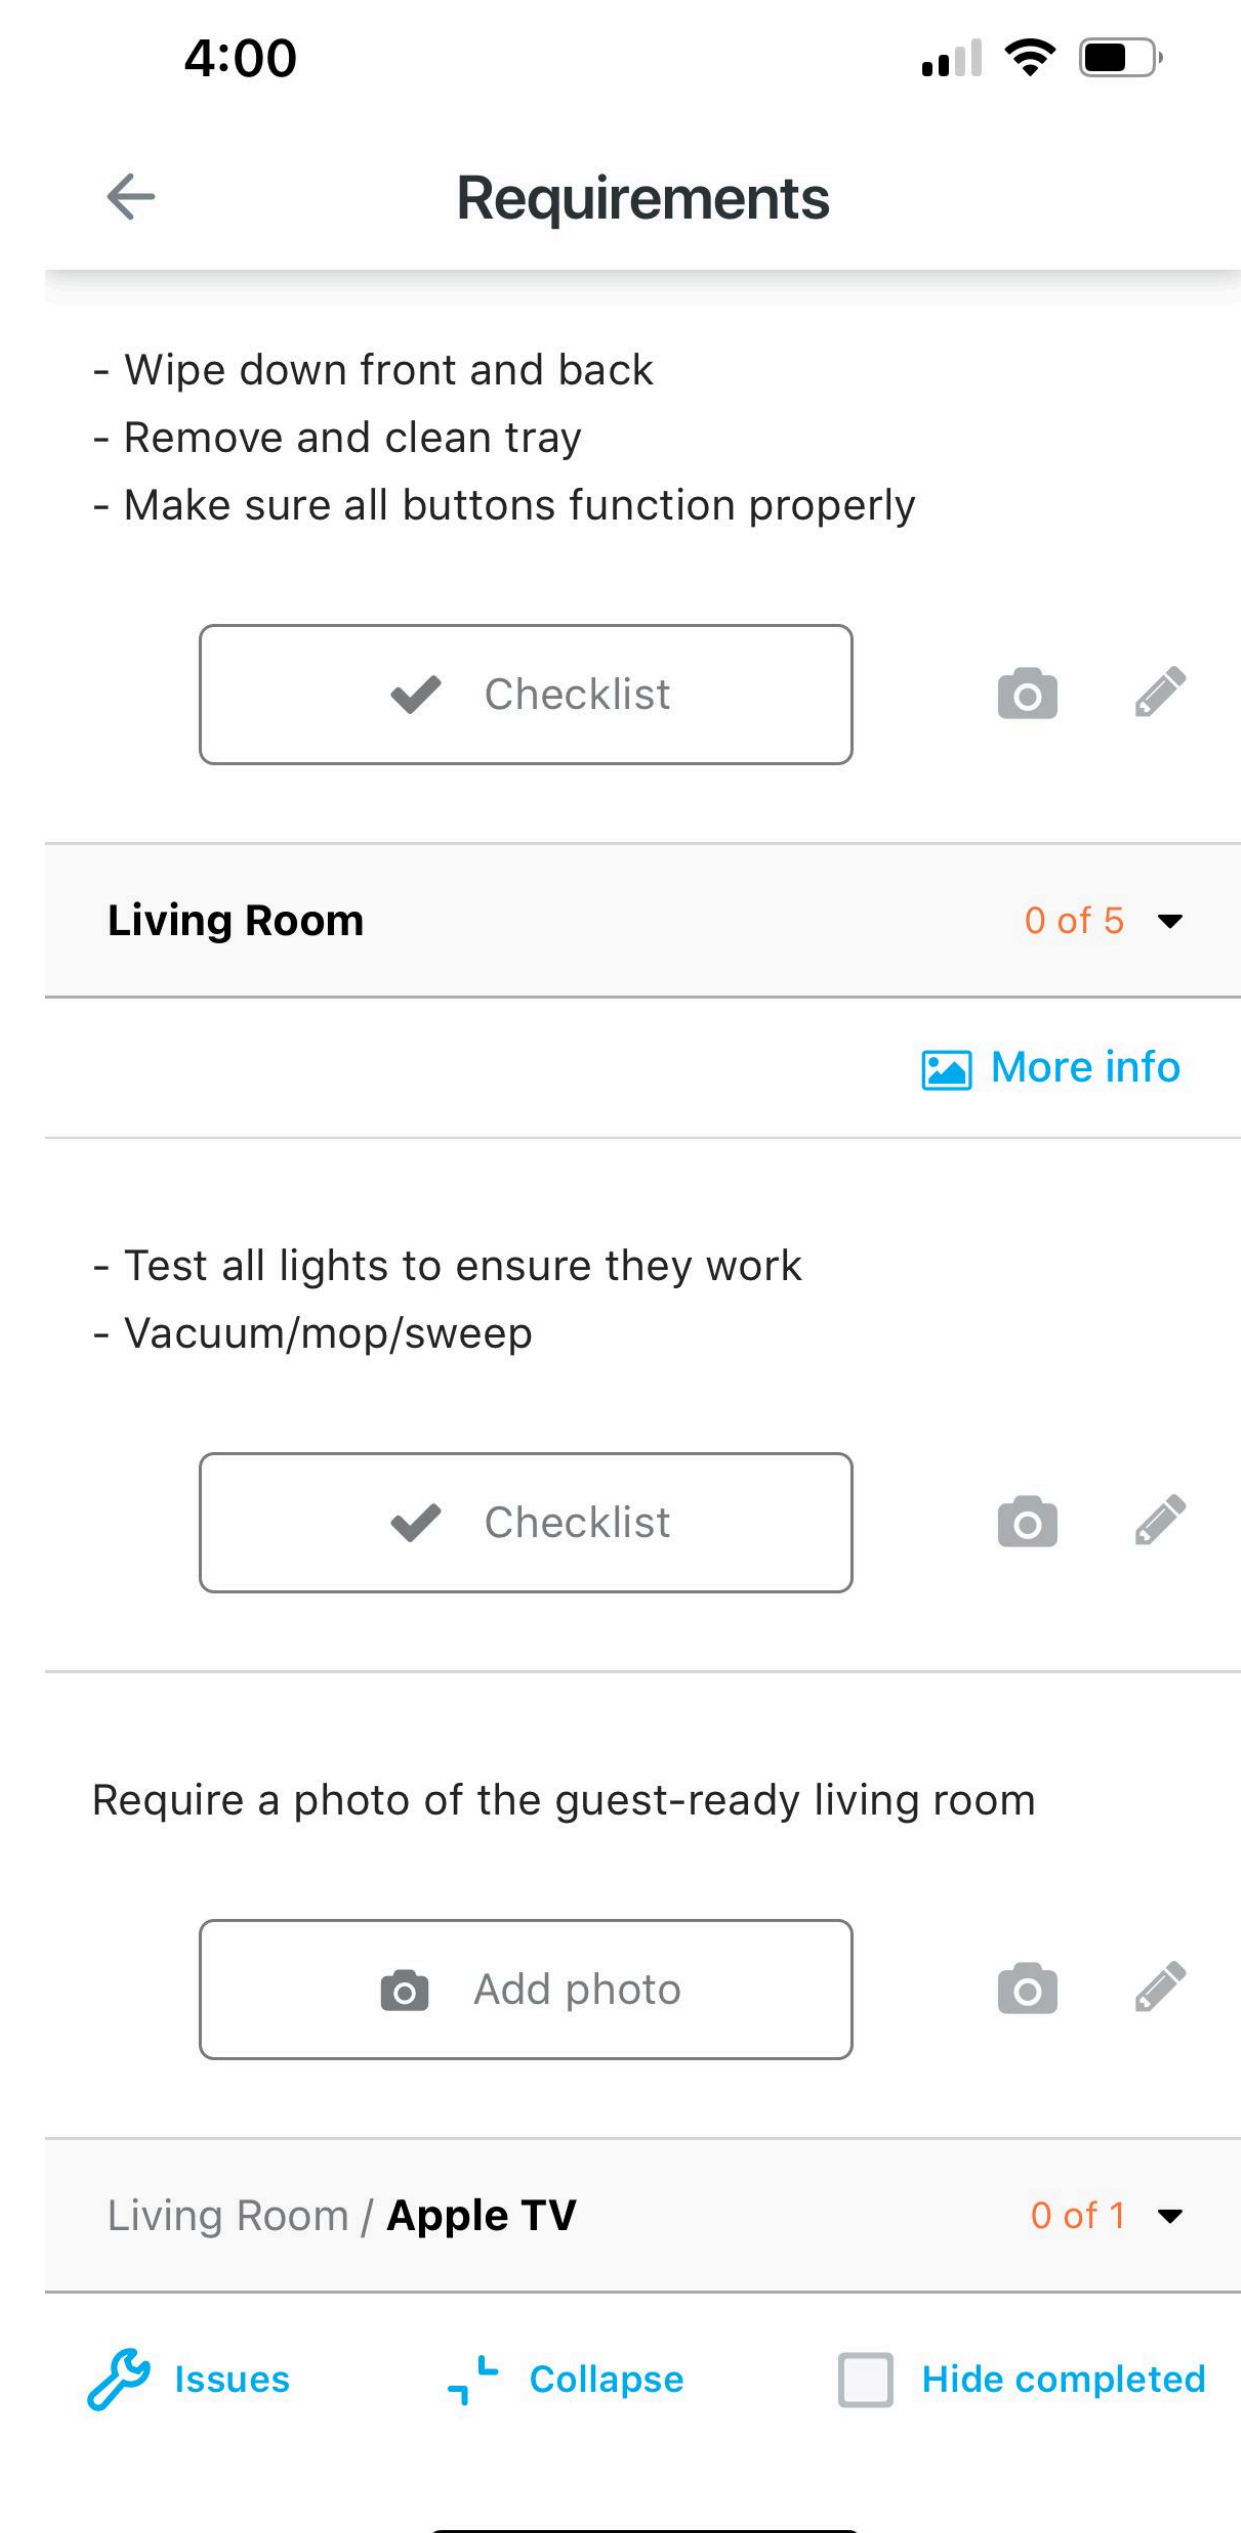 4:00
Requirements
- Wipe down front and back
- Remove and clean tray
- Make sure all buttons function properly
Checklist
Living Room 0 of 5
More info
- Test all lights to ensure they work
- Vacuum/mop/sweep
Checklist
Require a photo of the guest-ready living room
Add photo
Living Room / Apple TV 0 of 1
Issues Collapse Hide completed